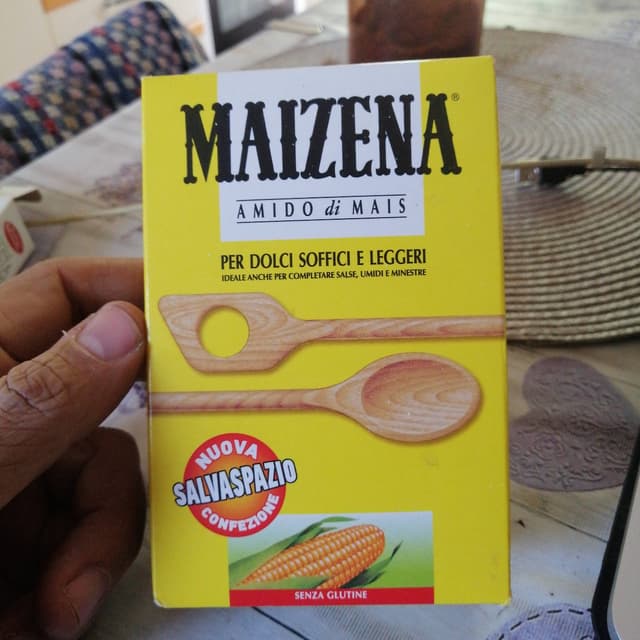 MAIZENA®
AMIDO di MAIS
PER DOLCI SOFFICI E LEGGERI
IDEALE ANCHE PER COMPLETARE SALSE, UMIDI E MINESTRE
NUOVA
SALVASPAZIO
CONFEZIONE
SENZA GLUTINE